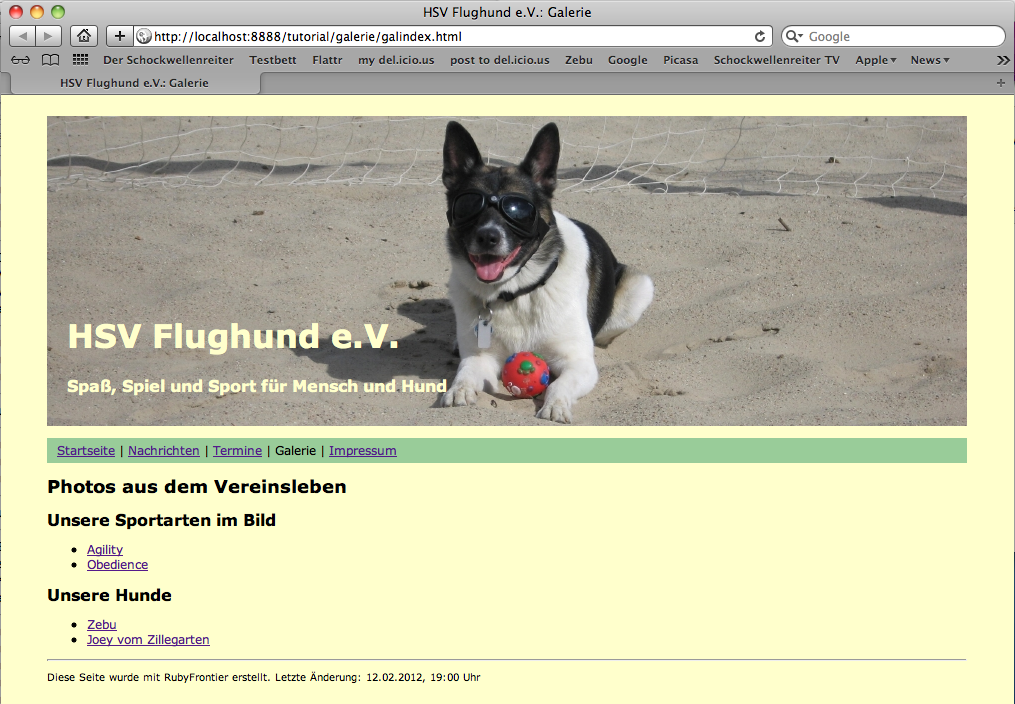 HSV Flughund e.V.: Galerie
http://localhost:8888/tutorial/galerie/galindex.html
Google
Der Schockwellenreiter Testbett Flattr my del.icio.us post to del.icio.us Zebu Google Picasa Schockwellenreiter TV Apple News
HSV Flughund e.V.: Galerie
HSV Flughund e.V.
Spaß, Spiel und Sport für Mensch und Hund
Startseite | Nachrichten | Termine | Galerie | Impressum
Photos aus dem Vereinsleben
Unsere Sportarten im Bild
Agility
Obedience
Unsere Hunde
Zebu
Joey vom Zillegarten
Diese Seite wurde mit RubyFrontier erstellt. Letzte Änderung: 12.02.2012, 19:00 Uhr